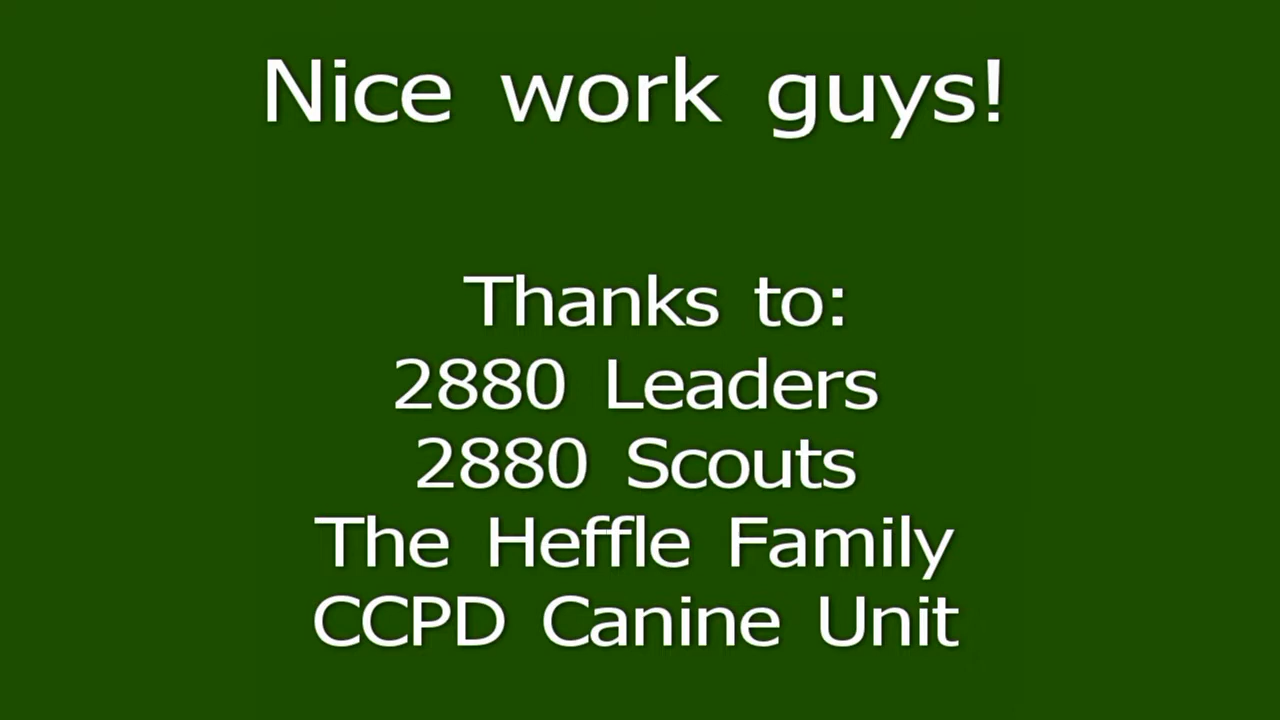 Nice work guys!
Thanks to:
2880 Leaders
2880 Scouts
The Heffle Family
CCPD Canine Unit